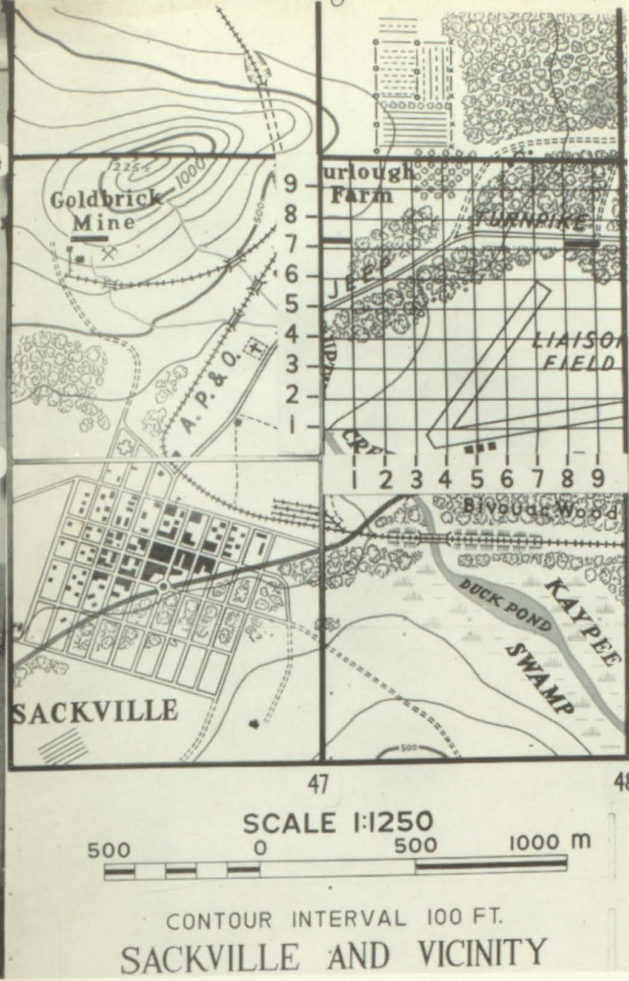 1225
1000
Goldbrick
Mine
500
A. P. & O.
9
8
7
6
5
4
3
2
1
urlough
Farm
TURNPIKE
JEEP
LIAISON
FIELD
CRE
1 2 3 4 5 6 7 8 9
Bivouac Wood
DUCK POND
KAYPEE
SWAMP
SACKVILLE
500
47
48
SCALE 1:1250
500 0 500 1000 m
CONTOUR INTERVAL 100 FT.
SACKVILLE AND VICINITY